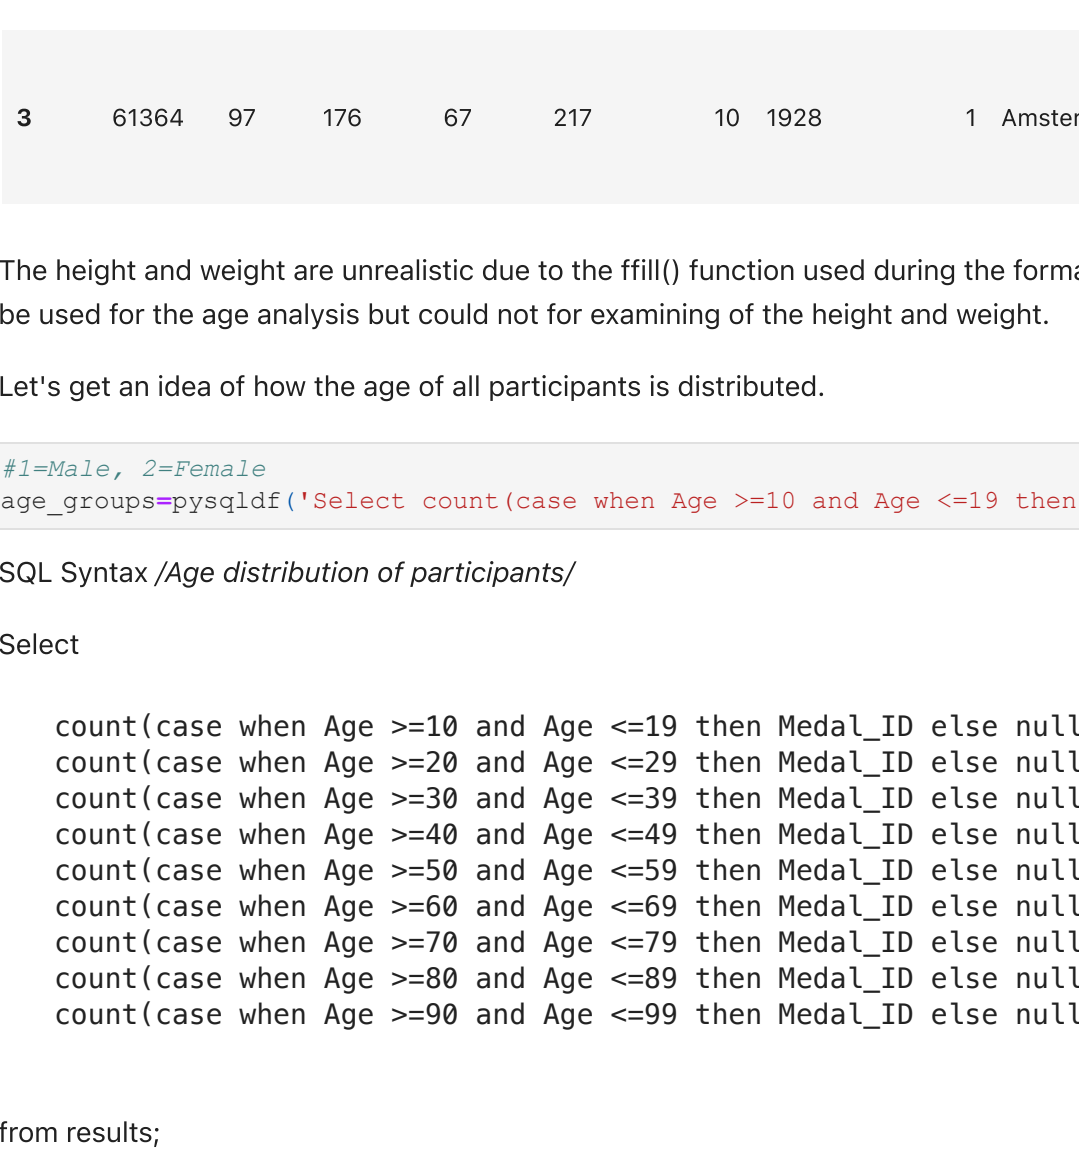 3 61364 97 176 67 217 10 1928 1 Amster
The height and weight are unrealistic due to the ffill() function used during the forma
be used for the age analysis but could not for examining of the height and weight.
Let's get an idea of how the age of all participants is distributed.
#1=Male, 2=Female
age_groups=pysqldf('Select count(case when Age >=10 and Age <=19 then
SQL Syntax /Age distribution of participants/
Select
count(case when Age >=10 and Age <=19 then Medal_ID else null
count(case when Age >=20 and Age <=29 then Medal_ID else null
count(case when Age >=30 and Age <=39 then Medal_ID else null
count(case when Age >=40 and Age <=49 then Medal_ID else null
count(case when Age >=50 and Age <=59 then Medal_ID else null
count(case when Age >=60 and Age <=69 then Medal_ID else null
count(case when Age >=70 and Age <=79 then Medal_ID else null
count(case when Age >=80 and Age <=89 then Medal_ID else null
count(case when Age >=90 and Age <=99 then Medal_ID else null
from results;